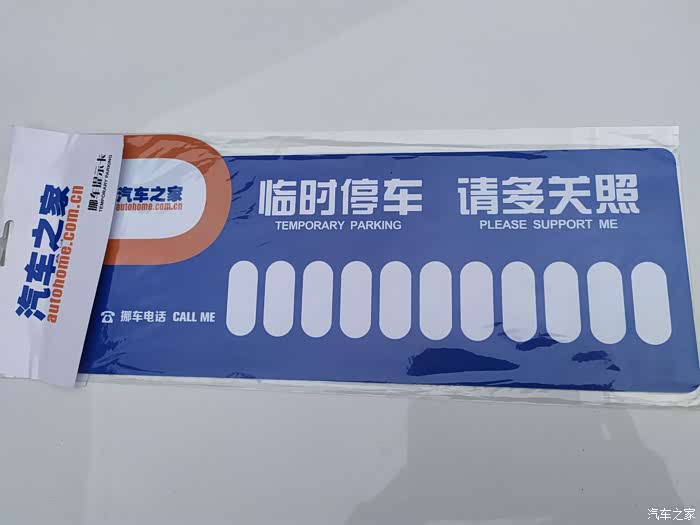 汽车之家
autohome.com.cn
挪车提示卡
TEMPORARY PARKING
汽车之家
autohome.com.cn
临时停车 请多关照
TEMPORARY PARKING PLEASE SUPPORT ME
☎ 挪车电话 CALL ME
汽车之家